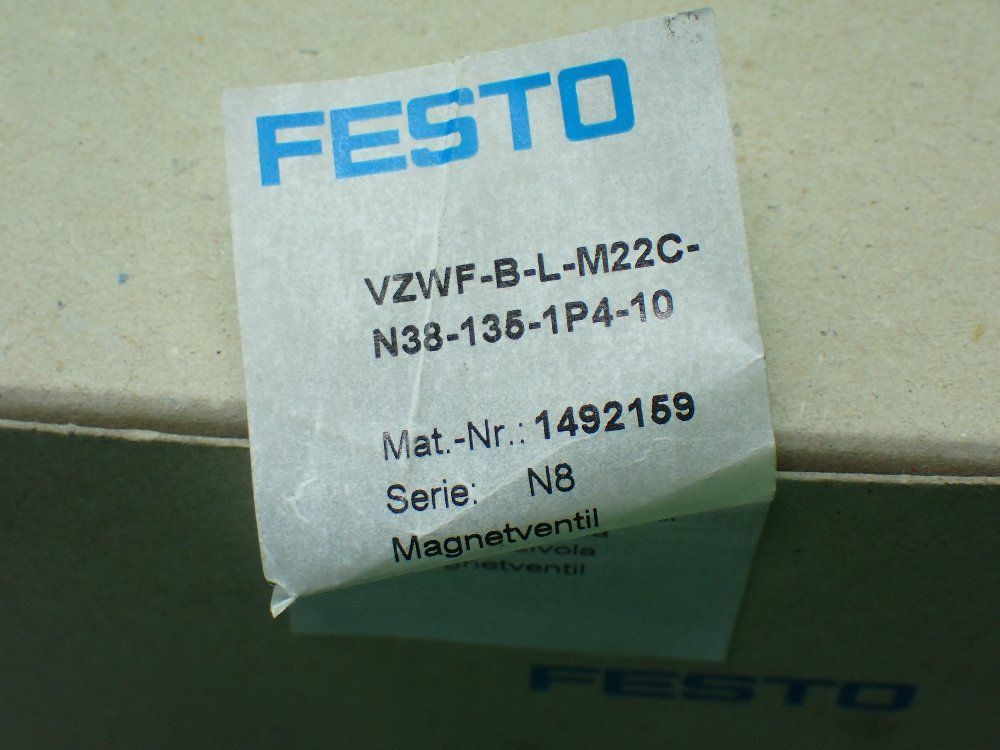 FESTO
VZWF-B-L-M22C-
N38-135-1P4-10
Mat.-Nr.: 1492159
Serie: N8
Magnetventil
FESTO